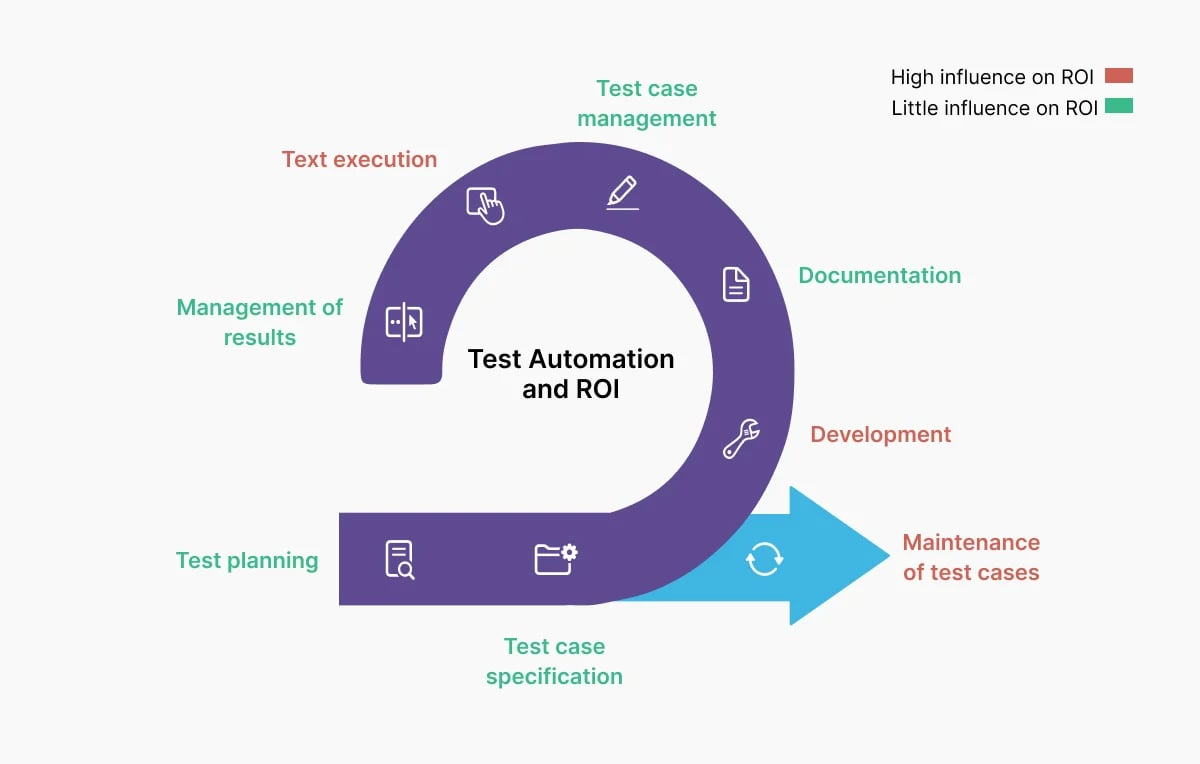 High influence on ROI
Little influence on ROI
Test case
management
Text execution
Documentation
Management of
results
Test Automation
and ROI
Development
Test planning
Maintenance
of test cases
Test case
specification